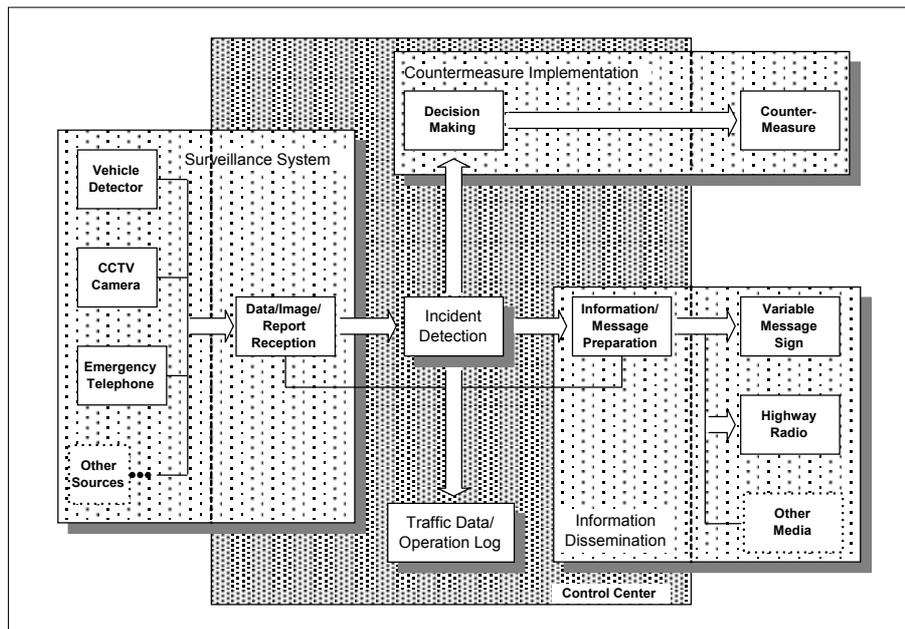 Countermeasure Implementation
Decision
Making
Counter-
Measure
Surveillance System
Vehicle
Detector
CCTV
Camera
Emergency
Telephone
Other
Sources
Data/Image/
Report
Reception
Incident
Detection
Information/
Message
Preparation
Variable
Message
Sign
Highway
Radio
Other
Media
Traffic Data/
Operation Log
Information
Dissemination
Control Center